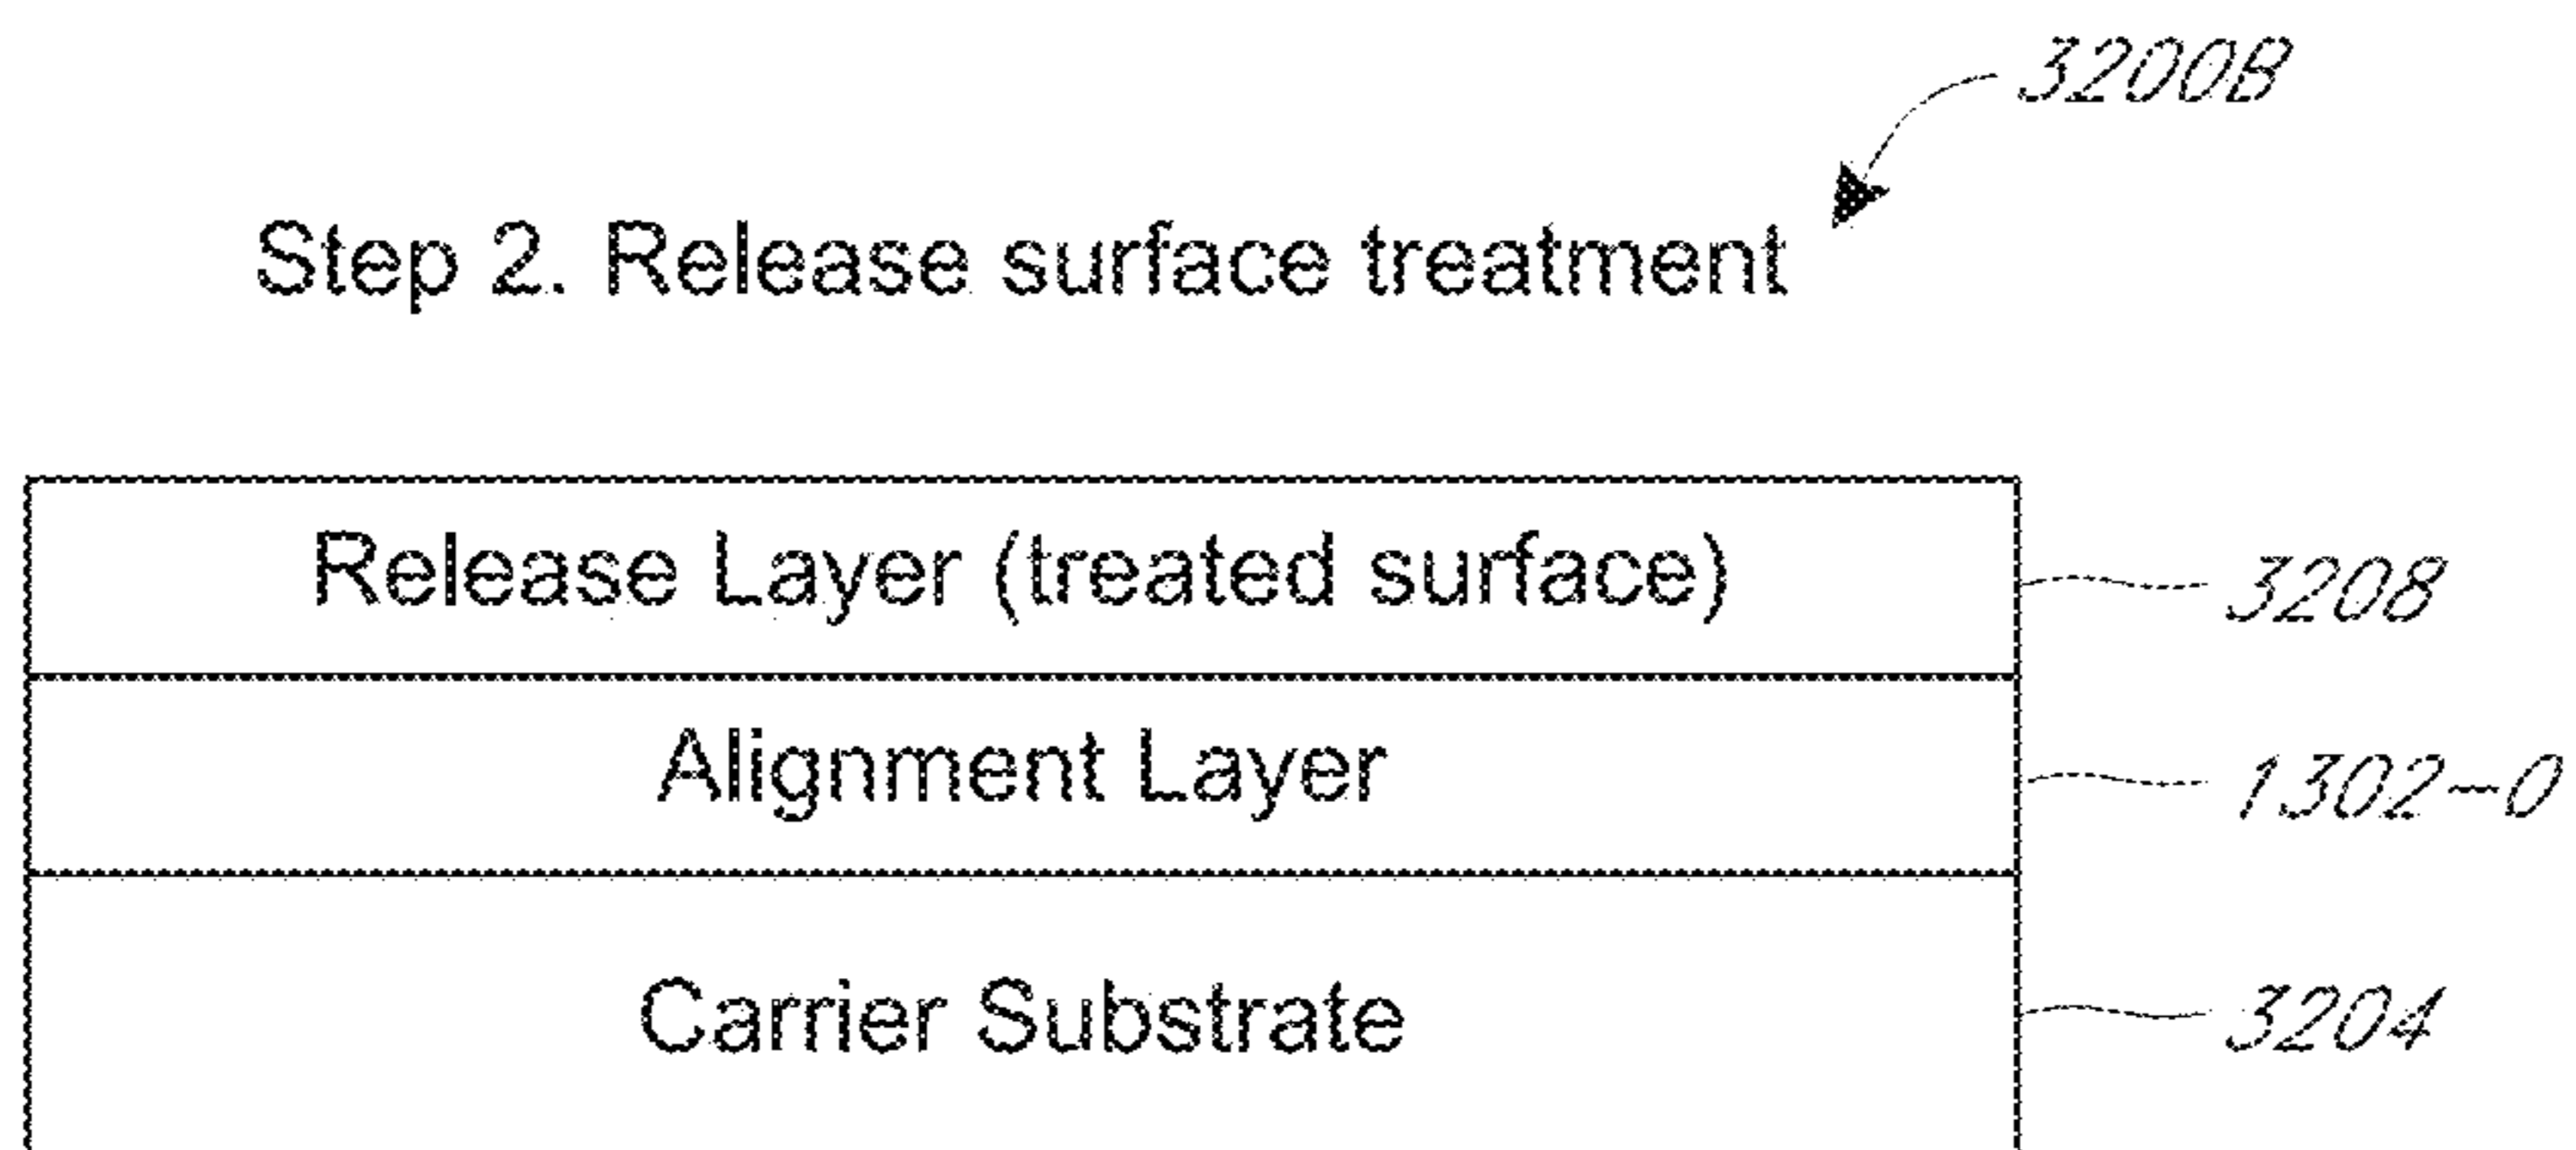 3200B
Step 2. Release surface treatment
Release Layer (treated surface)
3208
Alignment Layer
1302-0
Carrier Substrate
3204